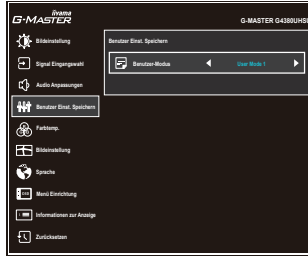 iiyama
G-MASTER
G-MASTER G4380UHSU
Bildeinstellung
Benutzer Einst. Speichern
Signal Eingangswahl
Benutzer-Modus
User Mode 1
Audio Anpassungen
Benutzer Einst. Speichern
Farbtemp.
Bildeinstellung
Sprache
OSD
Menü Einrichtung
Informationen zur Anzeige
Zurücksetzen